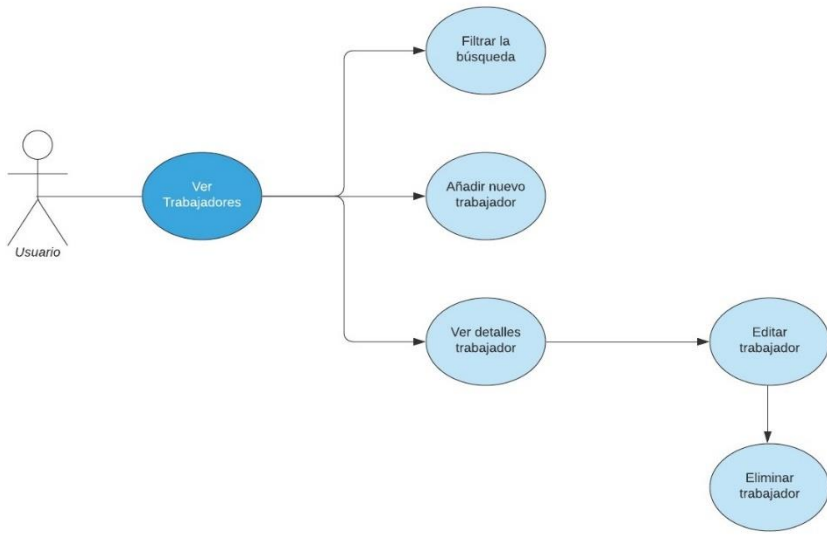 Filtrar la
búsqueda
Ver
Trabajadores
Añadir nuevo
trabajador
Usuario
Ver detalles
trabajador
Editar
trabajador
Eliminar
trabajador